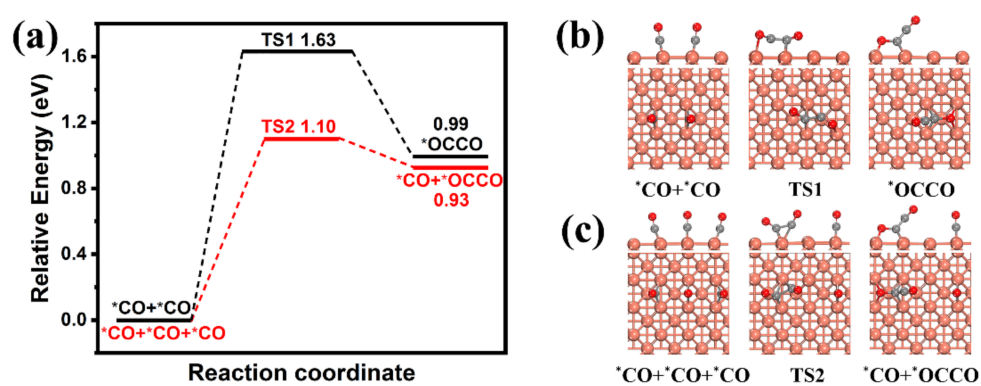 (a)
Relative Energy (eV)
1.6
1.2
0.8
0.4
0.0
TS1 1.63
TS2 1.10
0.99
*OCCO
*CO+*OCCO
0.93
*CO+*CO
*CO+*CO+*CO
Reaction coordinate
(b)
*CO+*CO
TS1
*OCCO
(c)
*CO+*CO+*CO
TS2
*CO+*OCCO